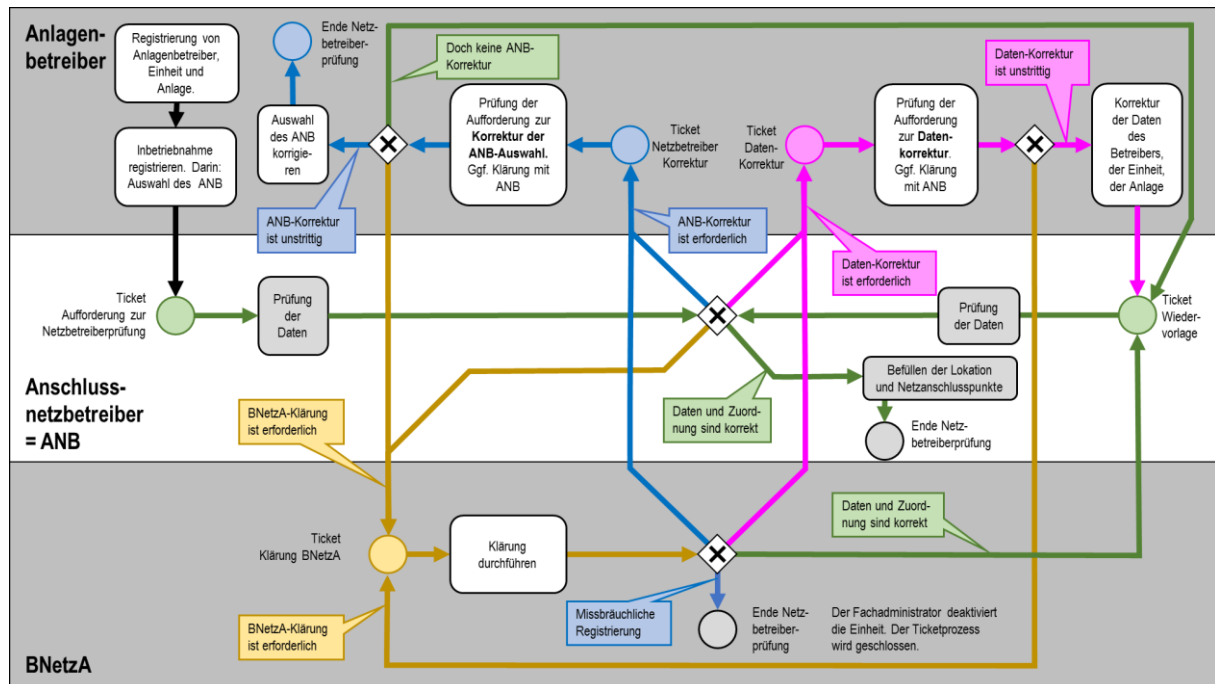 Anlagen-
betreiber
Registrierung von
Anlagenbetreiber,
Einheit und
Anlage.
Inbetriebnahme
registrieren. Darin:
Auswahl des ANB
Ende Netz-
betreiber-
prüfung
Auswahl
des ANB
korrigie-
ren
ANB-Korrektur
ist unstrittig
Doch keine ANB-
Korrektur
Prüfung der
Aufforderung zur
Korrektur der
ANB-Auswahl.
Ggf. Klärung mit
ANB
Ticket
Netzbetreiber
Korrektur
ANB-Korrektur
ist erforderlich
Ticket
Daten-
Korrektur
Daten-Korrektur
ist erforderlich
Prüfung der
Aufforderung
zur Daten-
korrektur.
Ggf. Klärung
mit ANB
Daten-Korrektur
ist unstrittig
Korrektur
der Daten
des
Betreibers,
der Einheit,
der Anlage
Ticket
Aufforderung zur
Netzbetreiberprüfung
Prüfung
der
Daten
Prüfung
der Daten
Ticket
Wieder-
vorlage
Anschluss-
netzbetreiber
= ANB
BNetzA-Klärung
ist erforderlich
Daten und Zuord-
nung sind korrekt
Befüllen der Lokation
und Netzanschlusspunkte
Ende Netz-
betreiberprüfung
Ticket
Klärung BNetzA
Klärung
durchführen
Daten und Zuord-
nung sind korrekt
BNetzA-Klärung
ist erforderlich
Missbräuchliche
Registrierung
Ende Netz-
betreiber-
prüfung
Der Fachadministrator deaktiviert
die Einheit. Der Ticketprozess
wird geschlossen.
BNetzA